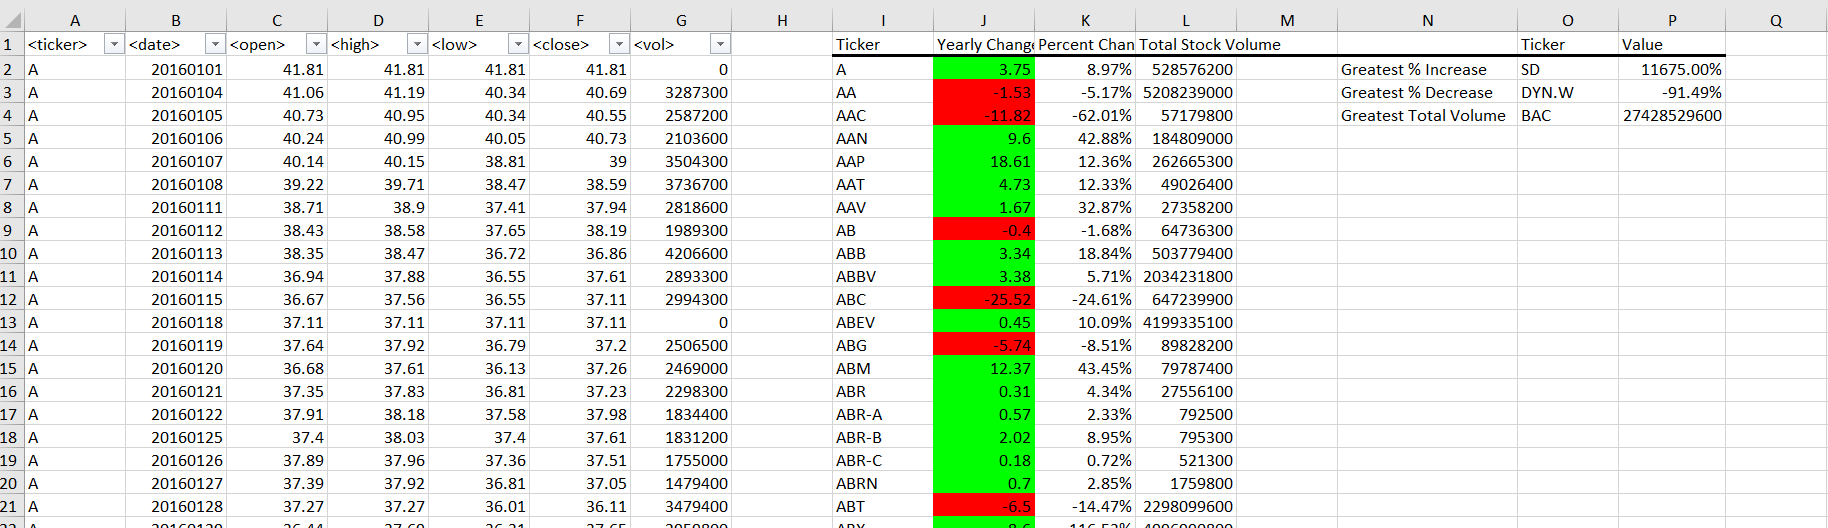 A B C D E F G H I J K L M N O P Q
1 <ticker> <date> <open> <high> <low> <close> <vol> Ticker Yearly Change Percent Chan Total Stock Volume Ticker Value
2 A 20160101 41.81 41.81 41.81 41.81 0 A 3.75 8.97% 528576200 Greatest % Increase SD 11675.00%
3 A 20160104 41.06 41.19 40.34 40.69 3287300 AA -1.53 -5.17% 5208239000 Greatest % Decrease DYN.W -91.49%
4 A 20160105 40.73 40.95 40.34 40.55 2587200 AAC -11.82 -62.01% 57179800 Greatest Total Volume BAC 27428529600
5 A 20160106 40.24 40.99 40.05 40.73 2103600 AAN 9.6 42.88% 184809000
6 A 20160107 40.14 40.15 38.81 39 3504300 AAP 18.61 12.36% 262665300
7 A 20160108 39.22 39.71 38.47 38.59 3736700 AAT 4.73 12.33% 49026400
8 A 20160111 38.71 38.9 37.41 37.94 2818600 AAV 1.67 32.87% 27358200
9 A 20160112 38.43 38.58 37.65 38.19 1989300 AB -0.4 -1.68% 64736300
10 A 20160113 38.35 38.47 36.72 36.86 4206600 ABB 3.34 18.84% 503779400
11 A 20160114 36.94 37.88 36.55 37.61 2893300 ABBV 3.38 5.71% 2034231800
12 A 20160115 36.67 37.56 36.55 37.11 2994300 ABC -25.52 -24.61% 647239900
13 A 20160118 37.11 37.11 37.11 37.11 0 ABEV 0.45 10.09% 4199335100
14 A 20160119 37.64 37.92 36.79 37.2 2506500 ABG -5.74 -8.51% 89828200
15 A 20160120 36.68 37.61 36.13 37.26 2469000 ABM 12.37 43.45% 79787400
16 A 20160121 37.35 37.83 36.81 37.23 2298300 ABR 0.31 4.34% 27556100
17 A 20160122 37.91 38.18 37.58 37.98 1834400 ABR-A 0.57 2.33% 792500
18 A 20160125 37.4 38.03 37.4 37.61 1831200 ABR-B 2.02 8.95% 795300
19 A 20160126 37.89 37.96 37.36 37.51 1755000 ABR-C 0.18 0.72% 521300
20 A 20160127 37.39 37.92 36.81 37.05 1479400 ABRN 0.7 2.85% 1759800
21 A 20160128 37.27 37.27 36.01 36.11 3479400 ABT -6.5 -14.47% 2298099600